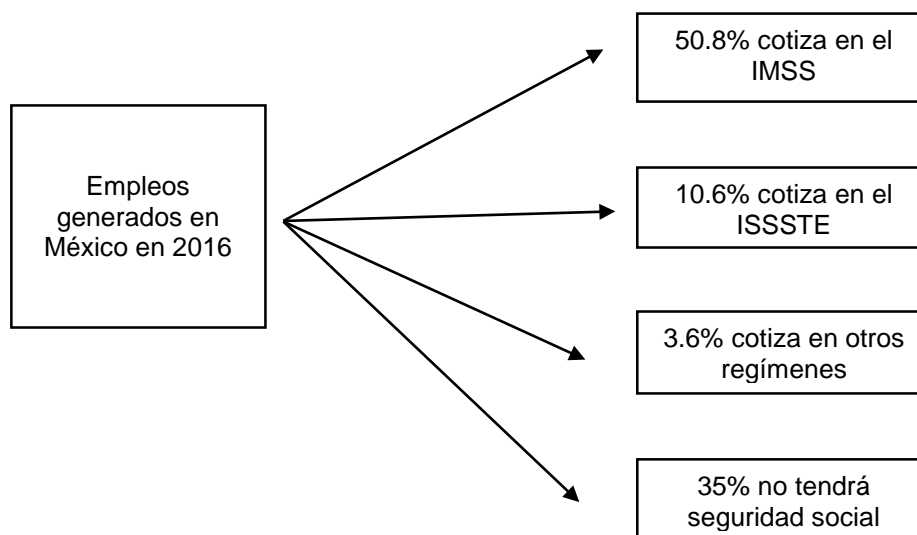 Empleos
generados en
México en 2016
50.8% cotiza en el
IMSS
10.6% cotiza en el
ISSSTE
3.6% cotiza en otros
regímenes
35% no tendrá
seguridad social